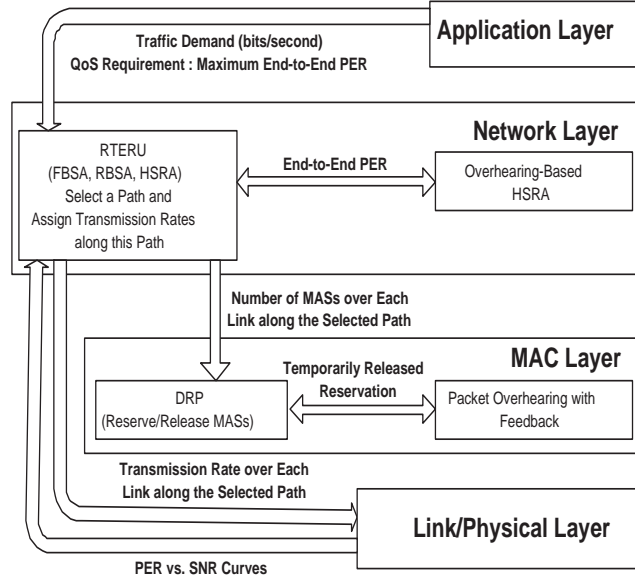 Application Layer
Traffic Demand (bits/second)
QoS Requirement : Maximum End-to-End PER
Network Layer
RTERU
(FBSA, RBSA, HSRA)
Select a Path and
Assign Transmission Rates
along this Path
End-to-End PER
Overhearing-Based
HSRA
Number of MASs over Each
Link along the Selected Path
MAC Layer
DRP
(Reserve/Release MASs)
Temporarily Released
Reservation
Packet Overhearing with
Feedback
Transmission Rate over Each
Link along the Selected Path
Link/Physical Layer
PER vs. SNR Curves